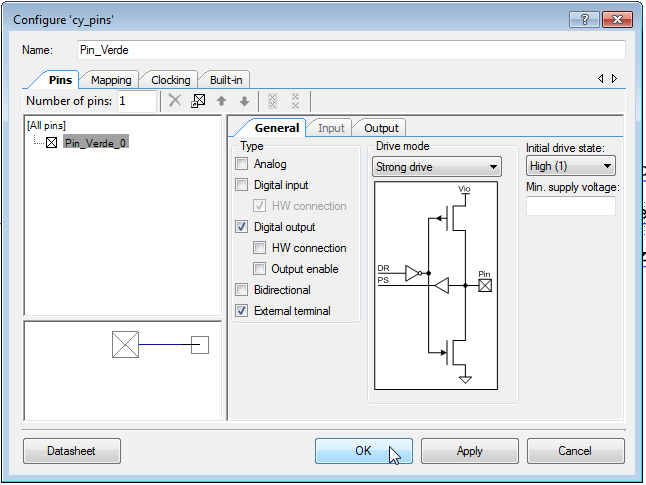 Configure 'cy_pins'
Name: Pin_Verde
Pins Mapping Clocking Built-in
Number of pins: 1
[All pins]
Pin_Verde_0
General Input Output
Type
Analog
Digital input
HW connection
Digital output
HW connection
Output enable
Bidirectional
External terminal
Drive mode
Strong drive
Vio
DR
PS
Pin
Initial drive state:
High (1)
Min. supply voltage:
Datasheet OK Apply Cancel